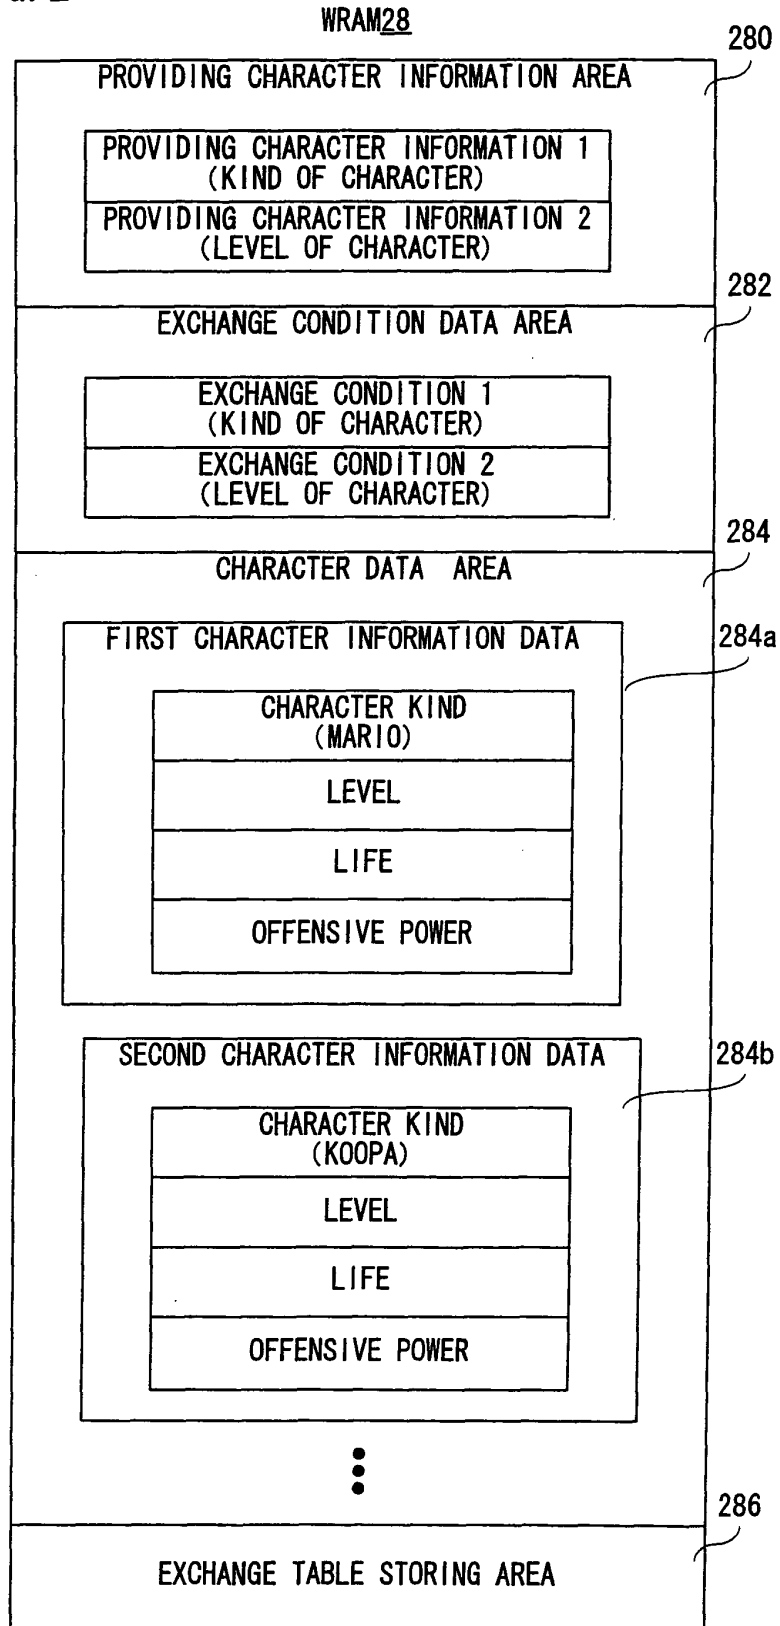 WRAM28
280
PROVIDING CHARACTER INFORMATION AREA
PROVIDING CHARACTER INFORMATION 1
(KIND OF CHARACTER)
PROVIDING CHARACTER INFORMATION 2
(LEVEL OF CHARACTER)
282
EXCHANGE CONDITION DATA AREA
EXCHANGE CONDITION 1
(KIND OF CHARACTER)
EXCHANGE CONDITION 2
(LEVEL OF CHARACTER)
284
CHARACTER DATA AREA
FIRST CHARACTER INFORMATION DATA
284a
CHARACTER KIND
(MARIO)
LEVEL
LIFE
OFFENSIVE POWER
SECOND CHARACTER INFORMATION DATA
284b
CHARACTER KIND
(KOOPA)
LEVEL
LIFE
OFFENSIVE POWER
286
EXCHANGE TABLE STORING AREA